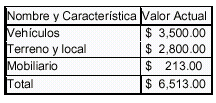 Nombre y Característica Valor Actual
Vehículos $ 3,500.00
Terreno y local $ 2,800.00
Mobiliario $ 213.00
Total $ 6,513.00